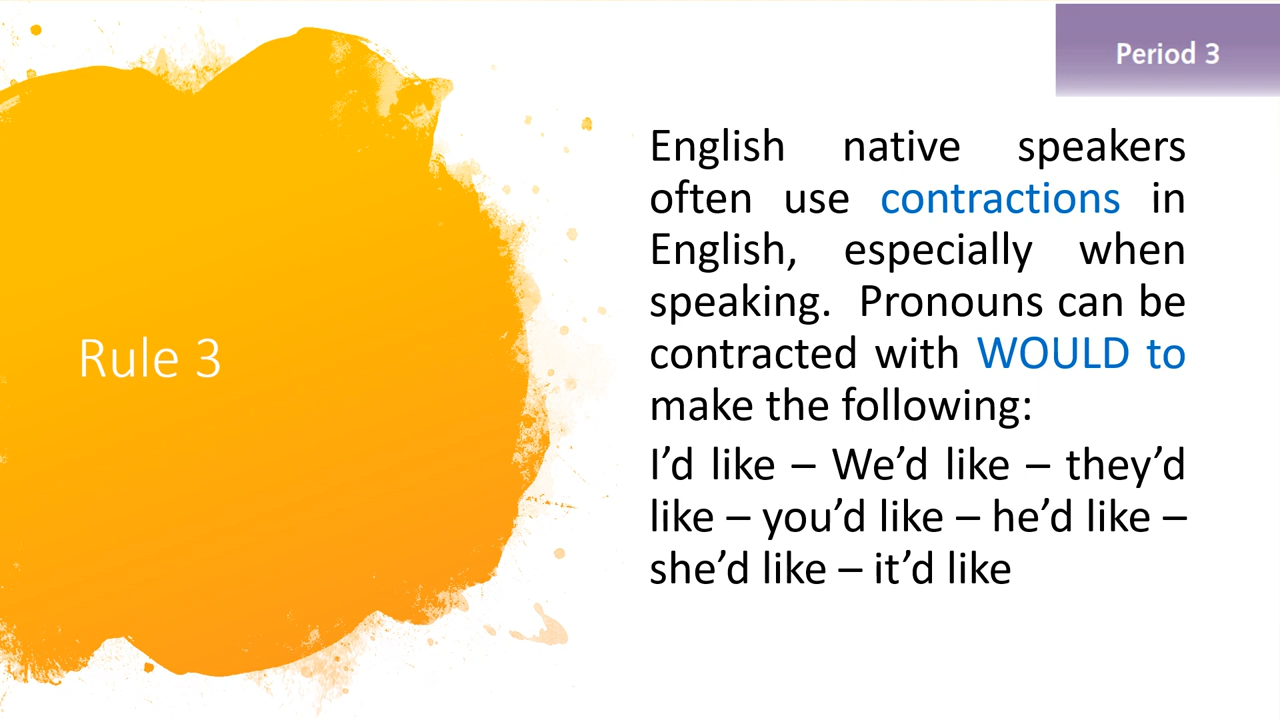 Period 3
Rule 3
English native speakers
often use contractions in
English, especially when
speaking.  Pronouns can be
contracted with WOULD to
make the following:
I’d like – We’d like – they’d
like – you’d like – he’d like –
she’d like – it’d like